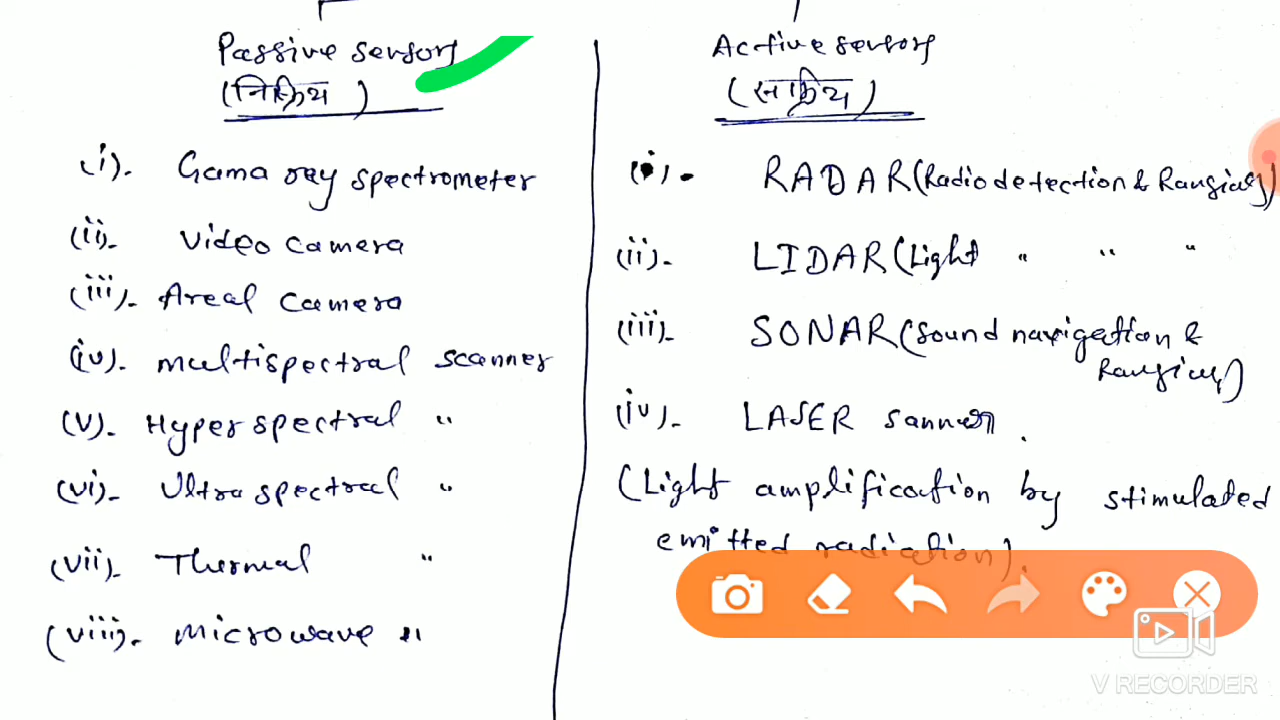 Passive sensors
(निष्क्रिय)
(i). Gama ray spectrometer
(ii)- Video camera
(iii)- Areal camera
(iv)- Multispectral scanner
(v)- Hyperspectral "
(vi)- Ultraspectral "
(vii)- Thermal "
(viii)- Microwave "
Active sensors
(सक्रिय)
(i). RADAR (Radio detection & Ranging)
(ii)- LIDAR (Light " " "
(iii)- SONAR (Sound navigation &
Ranging)
(iv)- LASER sanner.
(Light amplification by stimulated
emitted radiation).
V RECORDER